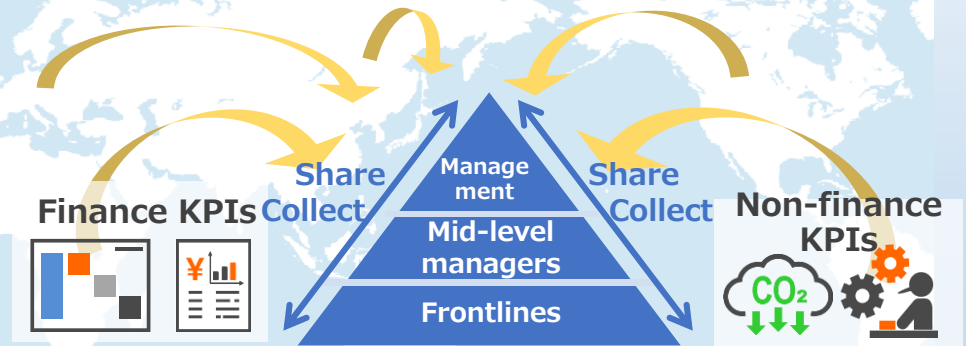 Share
Collect
Manage
ment
Share
Collect
Finance KPIs
Non-finance
KPIs
Mid-level
managers
¥
CO₂
Frontlines